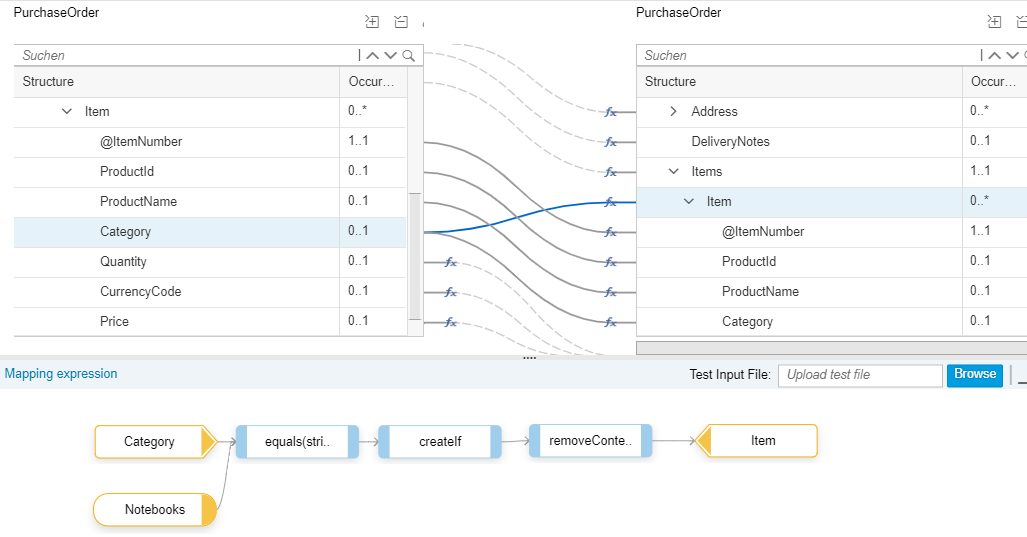 PurchaseOrder
Suchen
Structure Occur...
Item 0..*
@ItemNumber 1..1
ProductId 0..1
ProductName 0..1
Category 0..1
Quantity 0..1
CurrencyCode 0..1
Price 0..1
fx
fx
fx
fx
fx
fx
fx
fx
fx
fx
fx
PurchaseOrder
Suchen
Structure Occur...
Address 0..*
DeliveryNotes 0..1
Items 1..1
Item 0..*
@ItemNumber 1..1
ProductId 0..1
ProductName 0..1
Category 0..1
Mapping expression
Test Input File: Upload test file Browse
Category equals(stri.. createIf removeConte.. Item
Notebooks